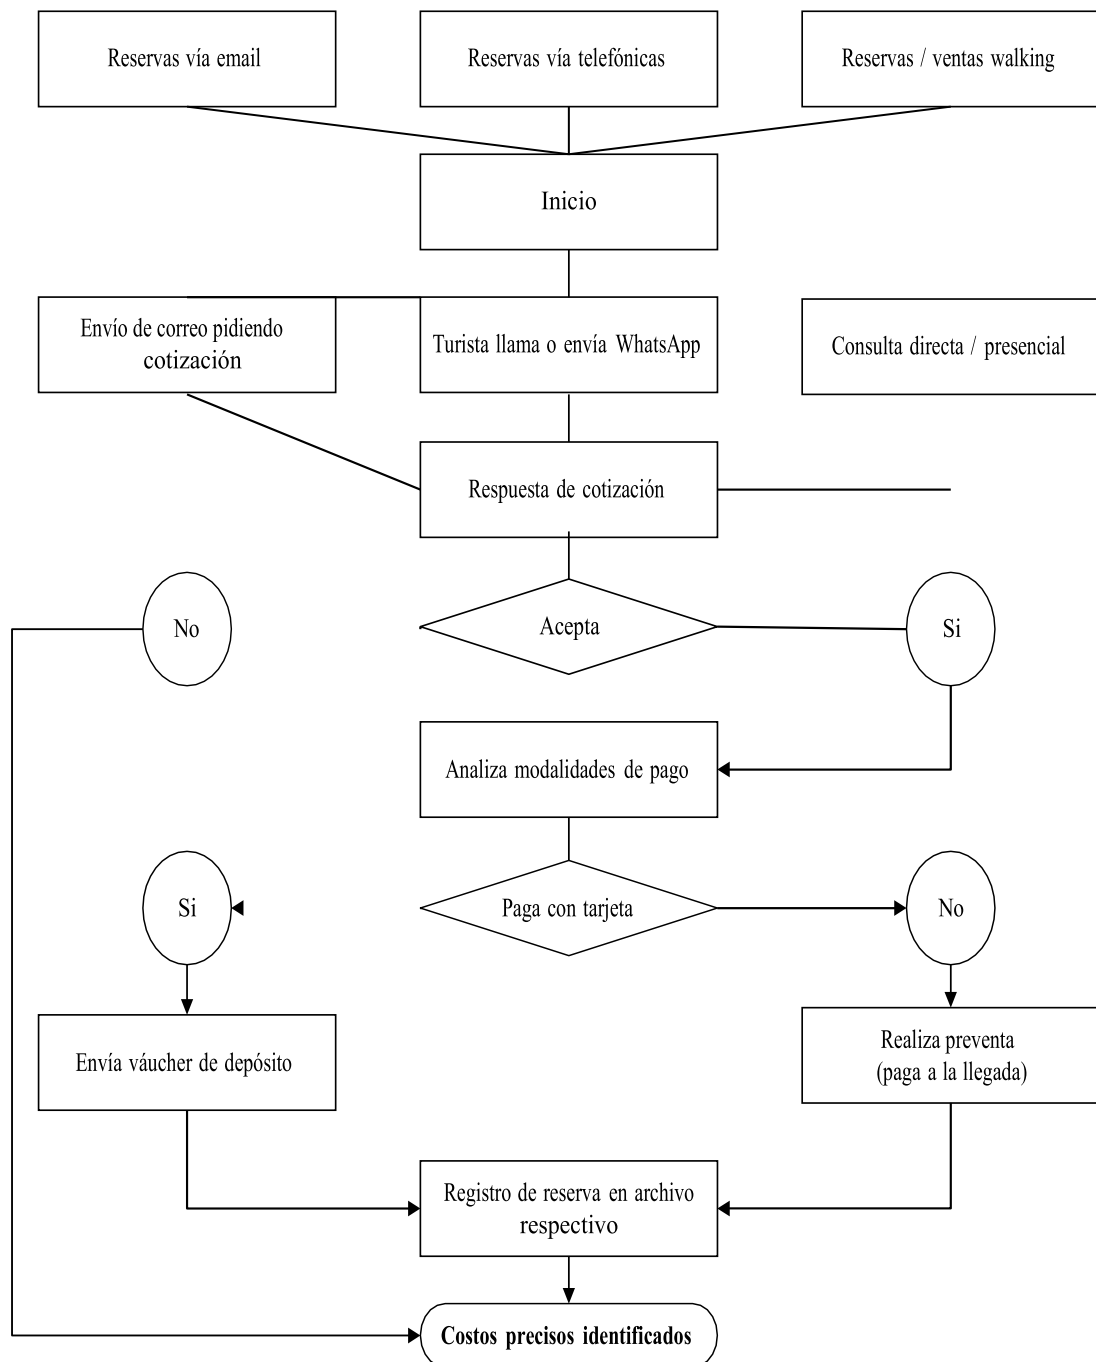 Reservas vía email
Reservas vía telefónicas
Reservas / ventas walking
Inicio
Envío de correo pidiendo
cotización
Turista llama o envía WhatsApp
Consulta directa / presencial
Respuesta de cotización
No
Acepta
Si
Analiza modalidades de pago
Si
Paga con tarjeta
No
Envía váucher de depósito
Realiza preventa
(paga a la llegada)
Registro de reserva en archivo
respectivo
Costos precisos identificados